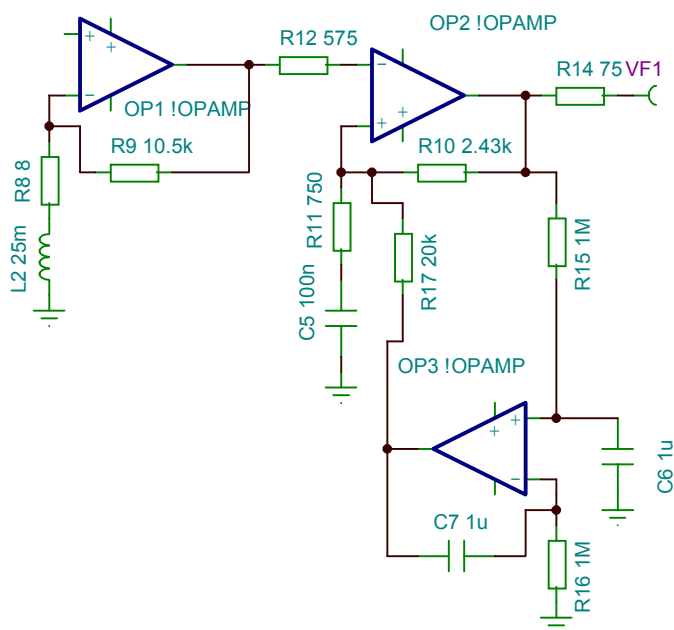 OP2 !OPAMP
R12 575
R14 75
VF1
+
+
−
OP1 !OPAMP
−
+
+
R9 10.5k
R10 2.43k
R8 8
L2 25m
R11 750
C5 100n
R17 20k
R15 1M
OP3 !OPAMP
+
+
−
C6 1u
C7 1u
R16 1M